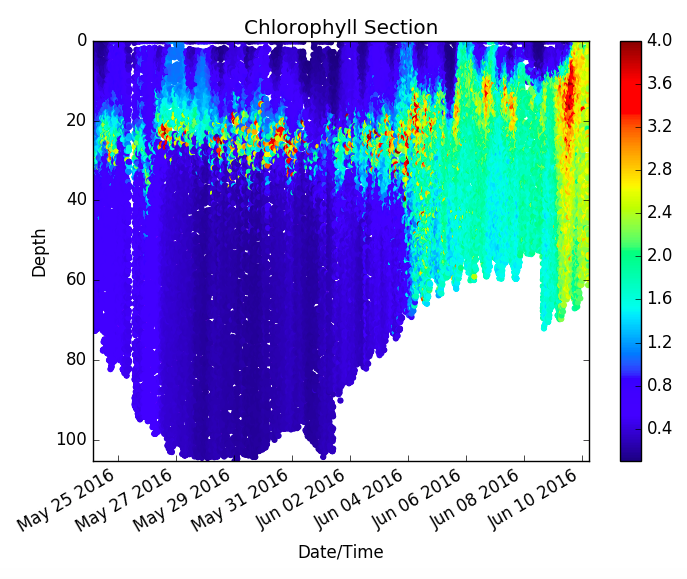 Chlorophyll Section
0
20
40
60
80
100
Depth
May 25 2016
May 27 2016
May 29 2016
May 31 2016
Jun 02 2016
Jun 04 2016
Jun 06 2016
Jun 08 2016
Jun 10 2016
Date/Time
4.0
3.6
3.2
2.8
2.4
2.0
1.6
1.2
0.8
0.4